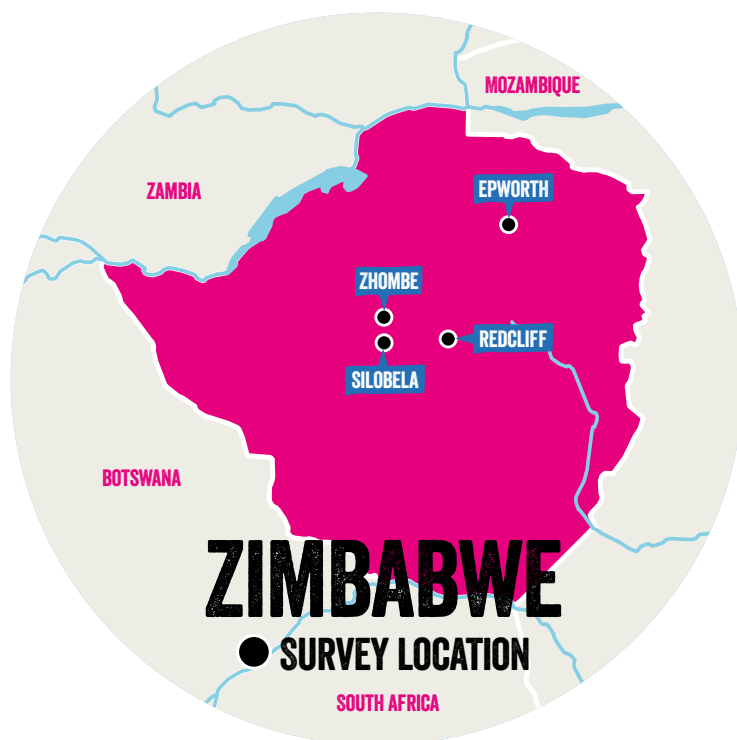 MOZAMBIQUE
ZAMBIA
EPWORTH
ZHOMBE
REDCLIFF
SILOBELA
BOTSWANA
ZIMBABWE
SURVEY LOCATION
SOUTH AFRICA